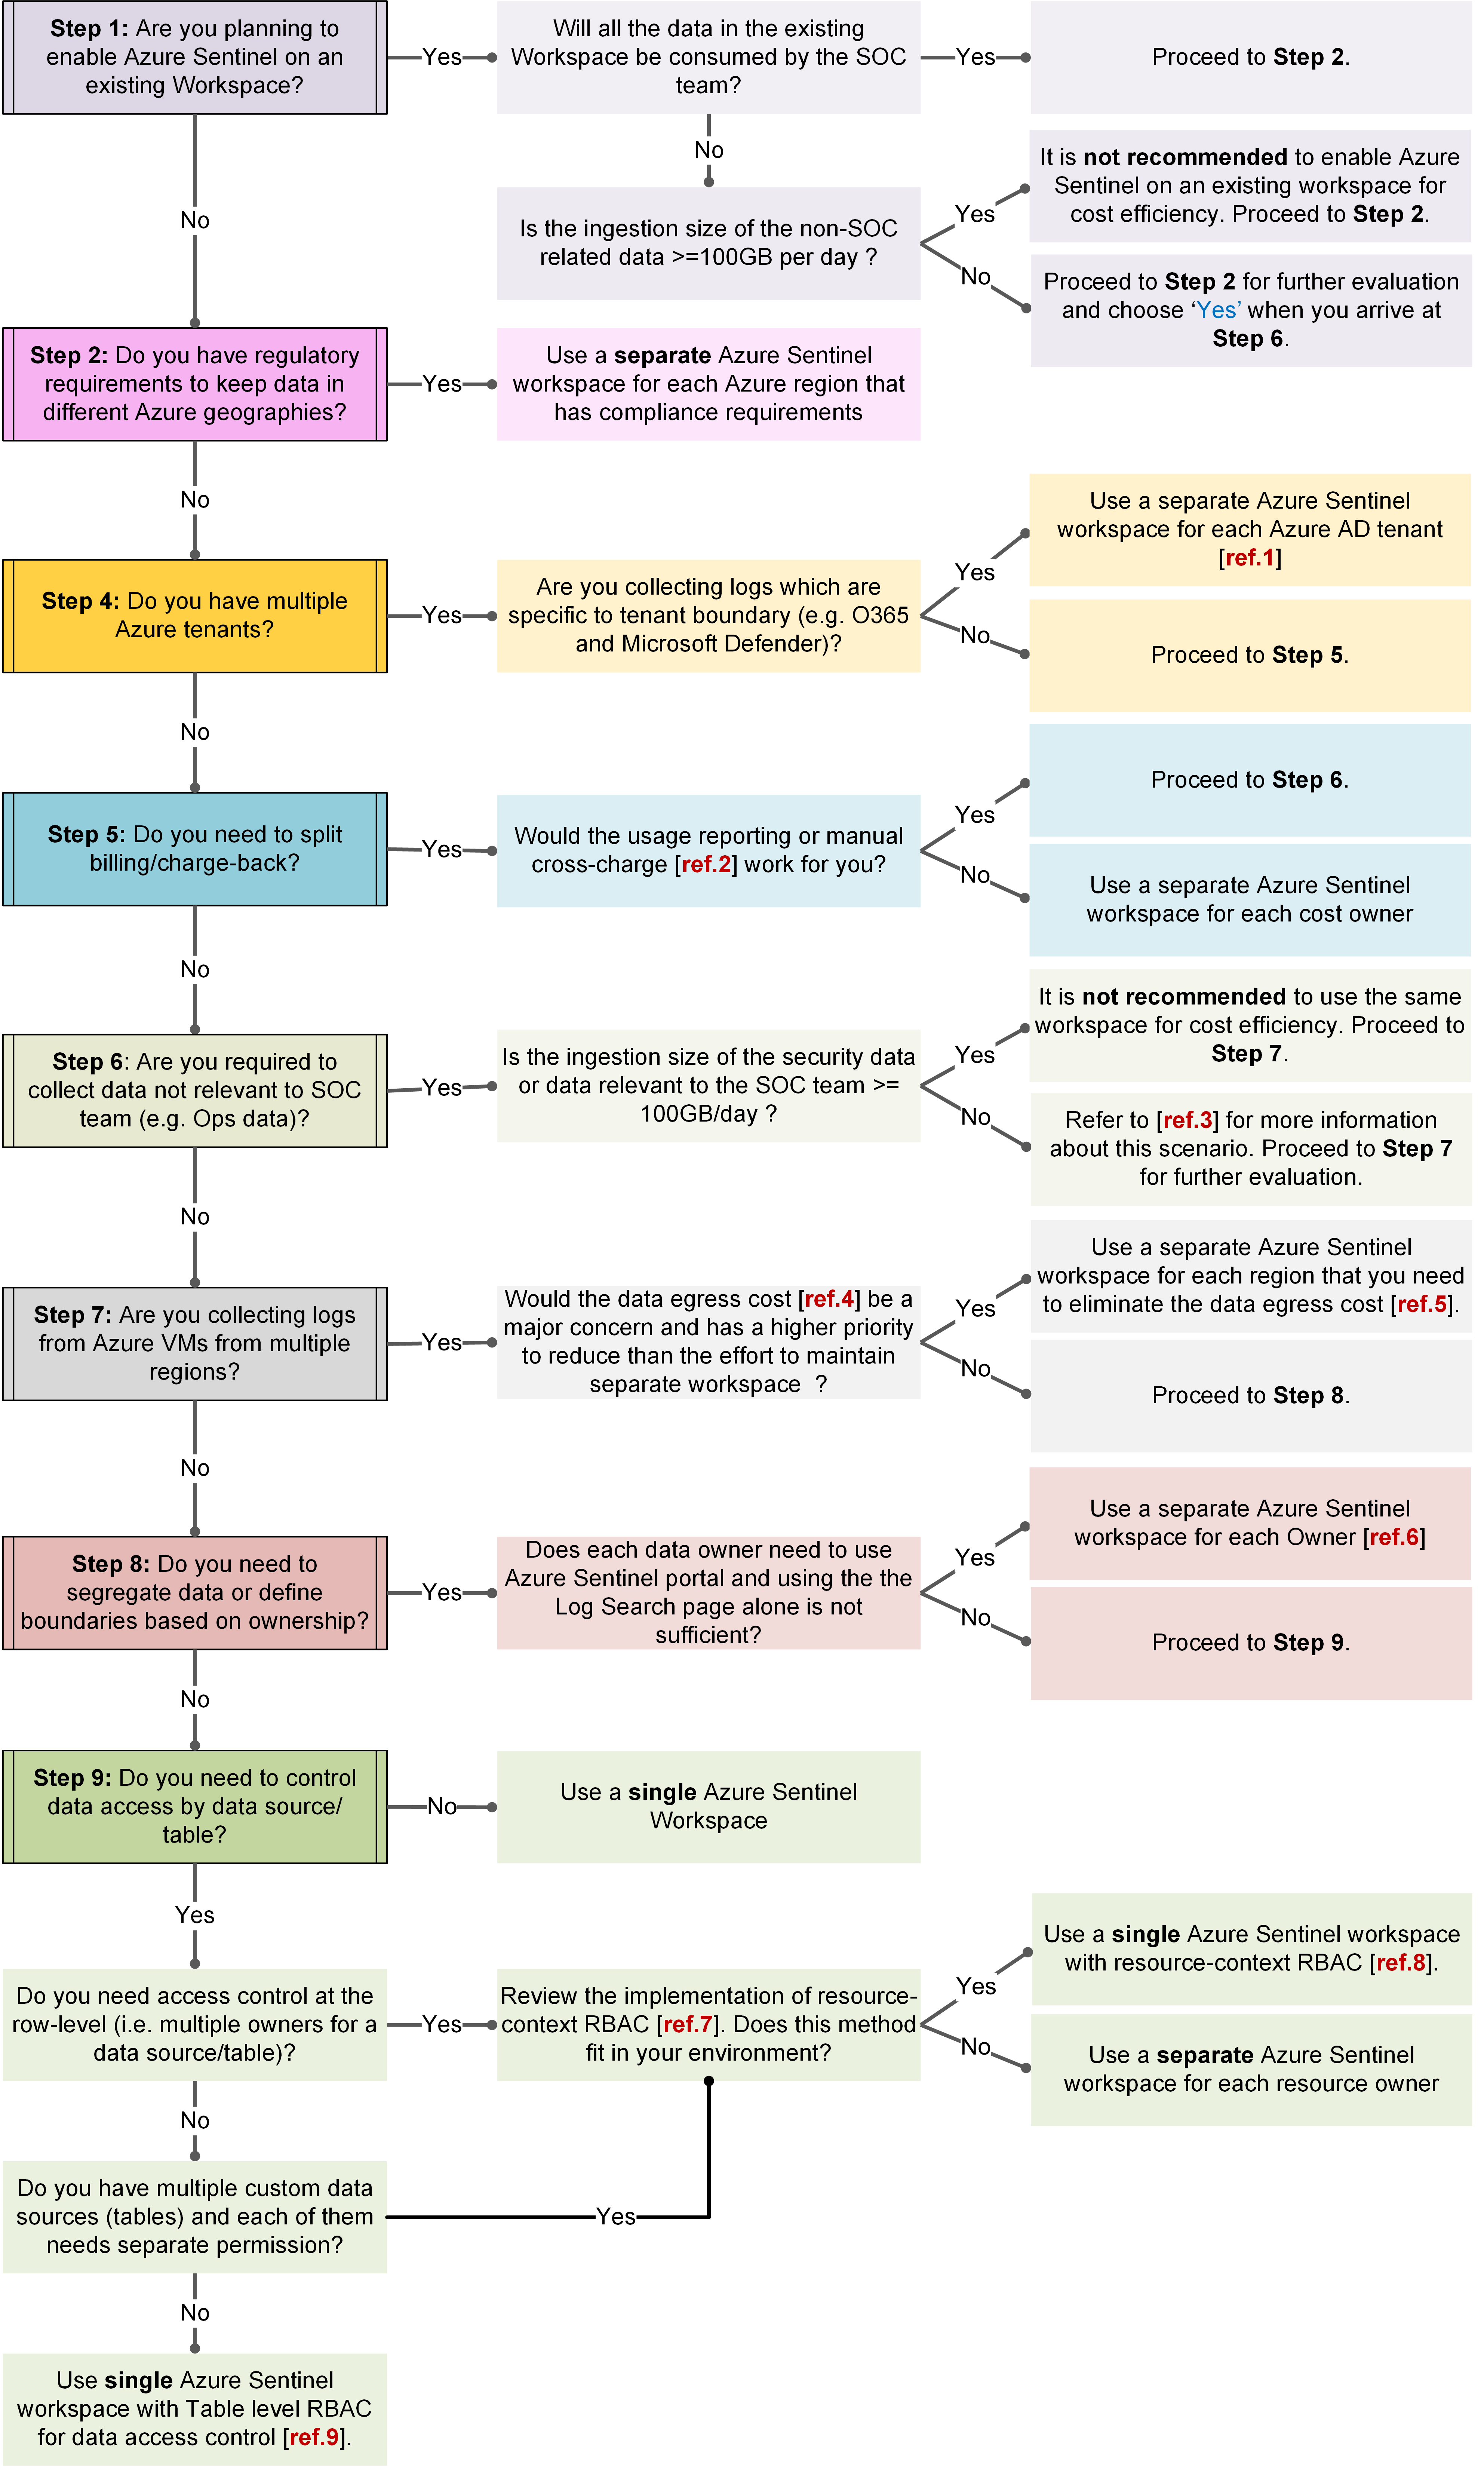 Step 1: Are you planning to
enable Azure Sentinel on an
existing Workspace?
Yes
Will all the data in the existing
Workspace be consumed by the SOC
team?
Yes
Proceed to Step 2.
No
No
Is the ingestion size of the non-SOC
related data >=100GB per day ?
Yes
It is not recommended to enable Azure
Sentinel on an existing workspace for
cost efficiency. Proceed to Step 2.
No
Proceed to Step 2 for further evaluation
and choose ‘Yes’ when you arrive at
Step 6.
Step 2: Do you have regulatory
requirements to keep data in
different Azure geographies?
Yes
Use a separate Azure Sentinel
workspace for each Azure region that
has compliance requirements
No
Step 4: Do you have multiple
Azure tenants?
Yes
Are you collecting logs which are
specific to tenant boundary (e.g. O365
and Microsoft Defender)?
Yes
Use a separate Azure Sentinel
workspace for each Azure AD tenant
[ref.1]
No
Proceed to Step 5.
No
Step 5: Do you need to split
billing/charge-back?
Yes
Would the usage reporting or manual
cross-charge [ref.2] work for you?
Yes
Proceed to Step 6.
No
Use a separate Azure Sentinel
workspace for each cost owner
No
Step 6: Are you required to
collect data not relevant to SOC
team (e.g. Ops data)?
Yes
Is the ingestion size of the security data
or data relevant to the SOC team >=
100GB/day ?
Yes
It is not recommended to use the same
workspace for cost efficiency. Proceed to
Step 7.
No
Refer to [ref.3] for more information
about this scenario. Proceed to Step 7
for further evaluation.
No
Step 7: Are you collecting logs
from Azure VMs from multiple
regions?
Yes
Would the data egress cost [ref.4] be a
major concern and has a higher priority
to reduce than the effort to maintain
separate workspace ?
Yes
Use a separate Azure Sentinel
workspace for each region that you need
to eliminate the data egress cost [ref.5].
No
Proceed to Step 8.
No
Step 8: Do you need to
segregate data or define
boundaries based on ownership?
Yes
Does each data owner need to use
Azure Sentinel portal and using the the
Log Search page alone is not
sufficient?
Yes
Use a separate Azure Sentinel
workspace for each Owner [ref.6]
No
Proceed to Step 9.
No
Step 9: Do you need to control
data access by data source/
table?
No
Use a single Azure Sentinel
Workspace
Yes
Do you need access control at the
row-level (i.e. multiple owners for a
data source/table)?
Yes
Review the implementation of resource-
context RBAC [ref.7]. Does this method
fit in your environment?
Yes
Use a single Azure Sentinel workspace
with resource-context RBAC [ref.8].
No
Use a separate Azure Sentinel
workspace for each resource owner
No
Do you have multiple custom data
sources (tables) and each of them
needs separate permission?
Yes
No
Use single Azure Sentinel
workspace with Table level RBAC
for data access control [ref.9].